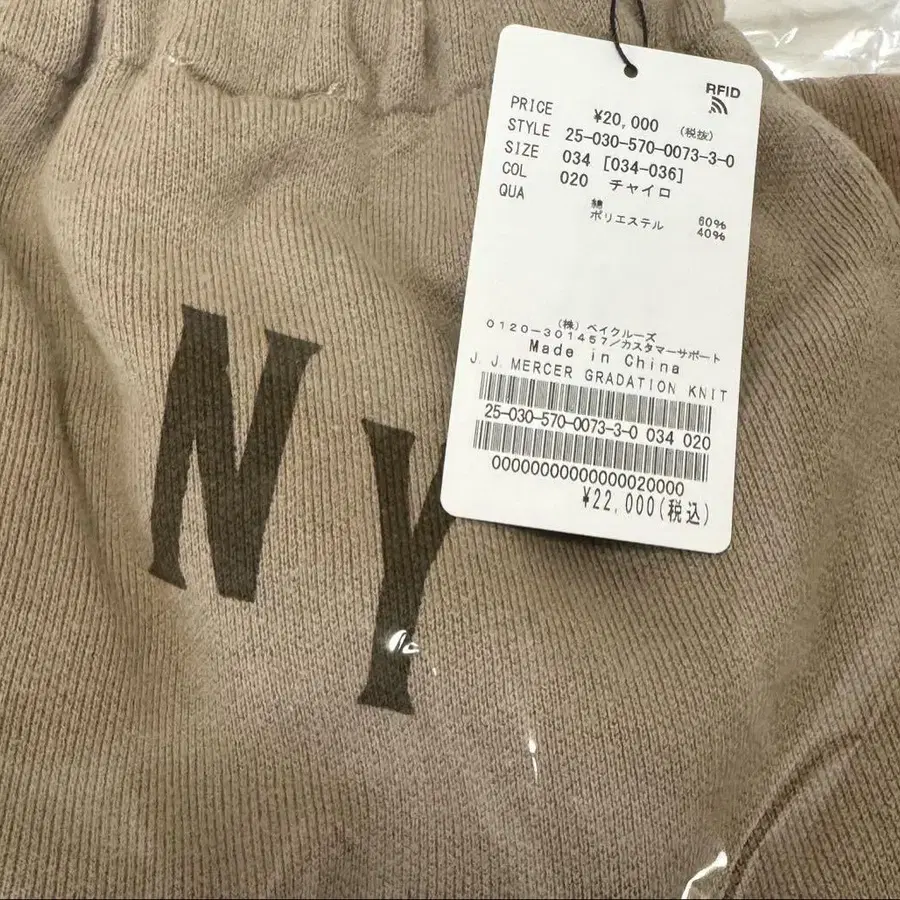 RFID
PRICE ¥20,000 (税抜)
STYLE 25-030-570-0073-3-0
SIZE 034 [034-036]
COL 020 チャイロ
QUA
綿 60%
ポリエステル 40%
(株) ベイクルーズ
0120-301457/カスタマーサポート
Made in China
J.J.MERCER GRADATION KNIT
25-030-570-0073-3-0 034 020
0000000000000020000
¥22,000(税込)
NY